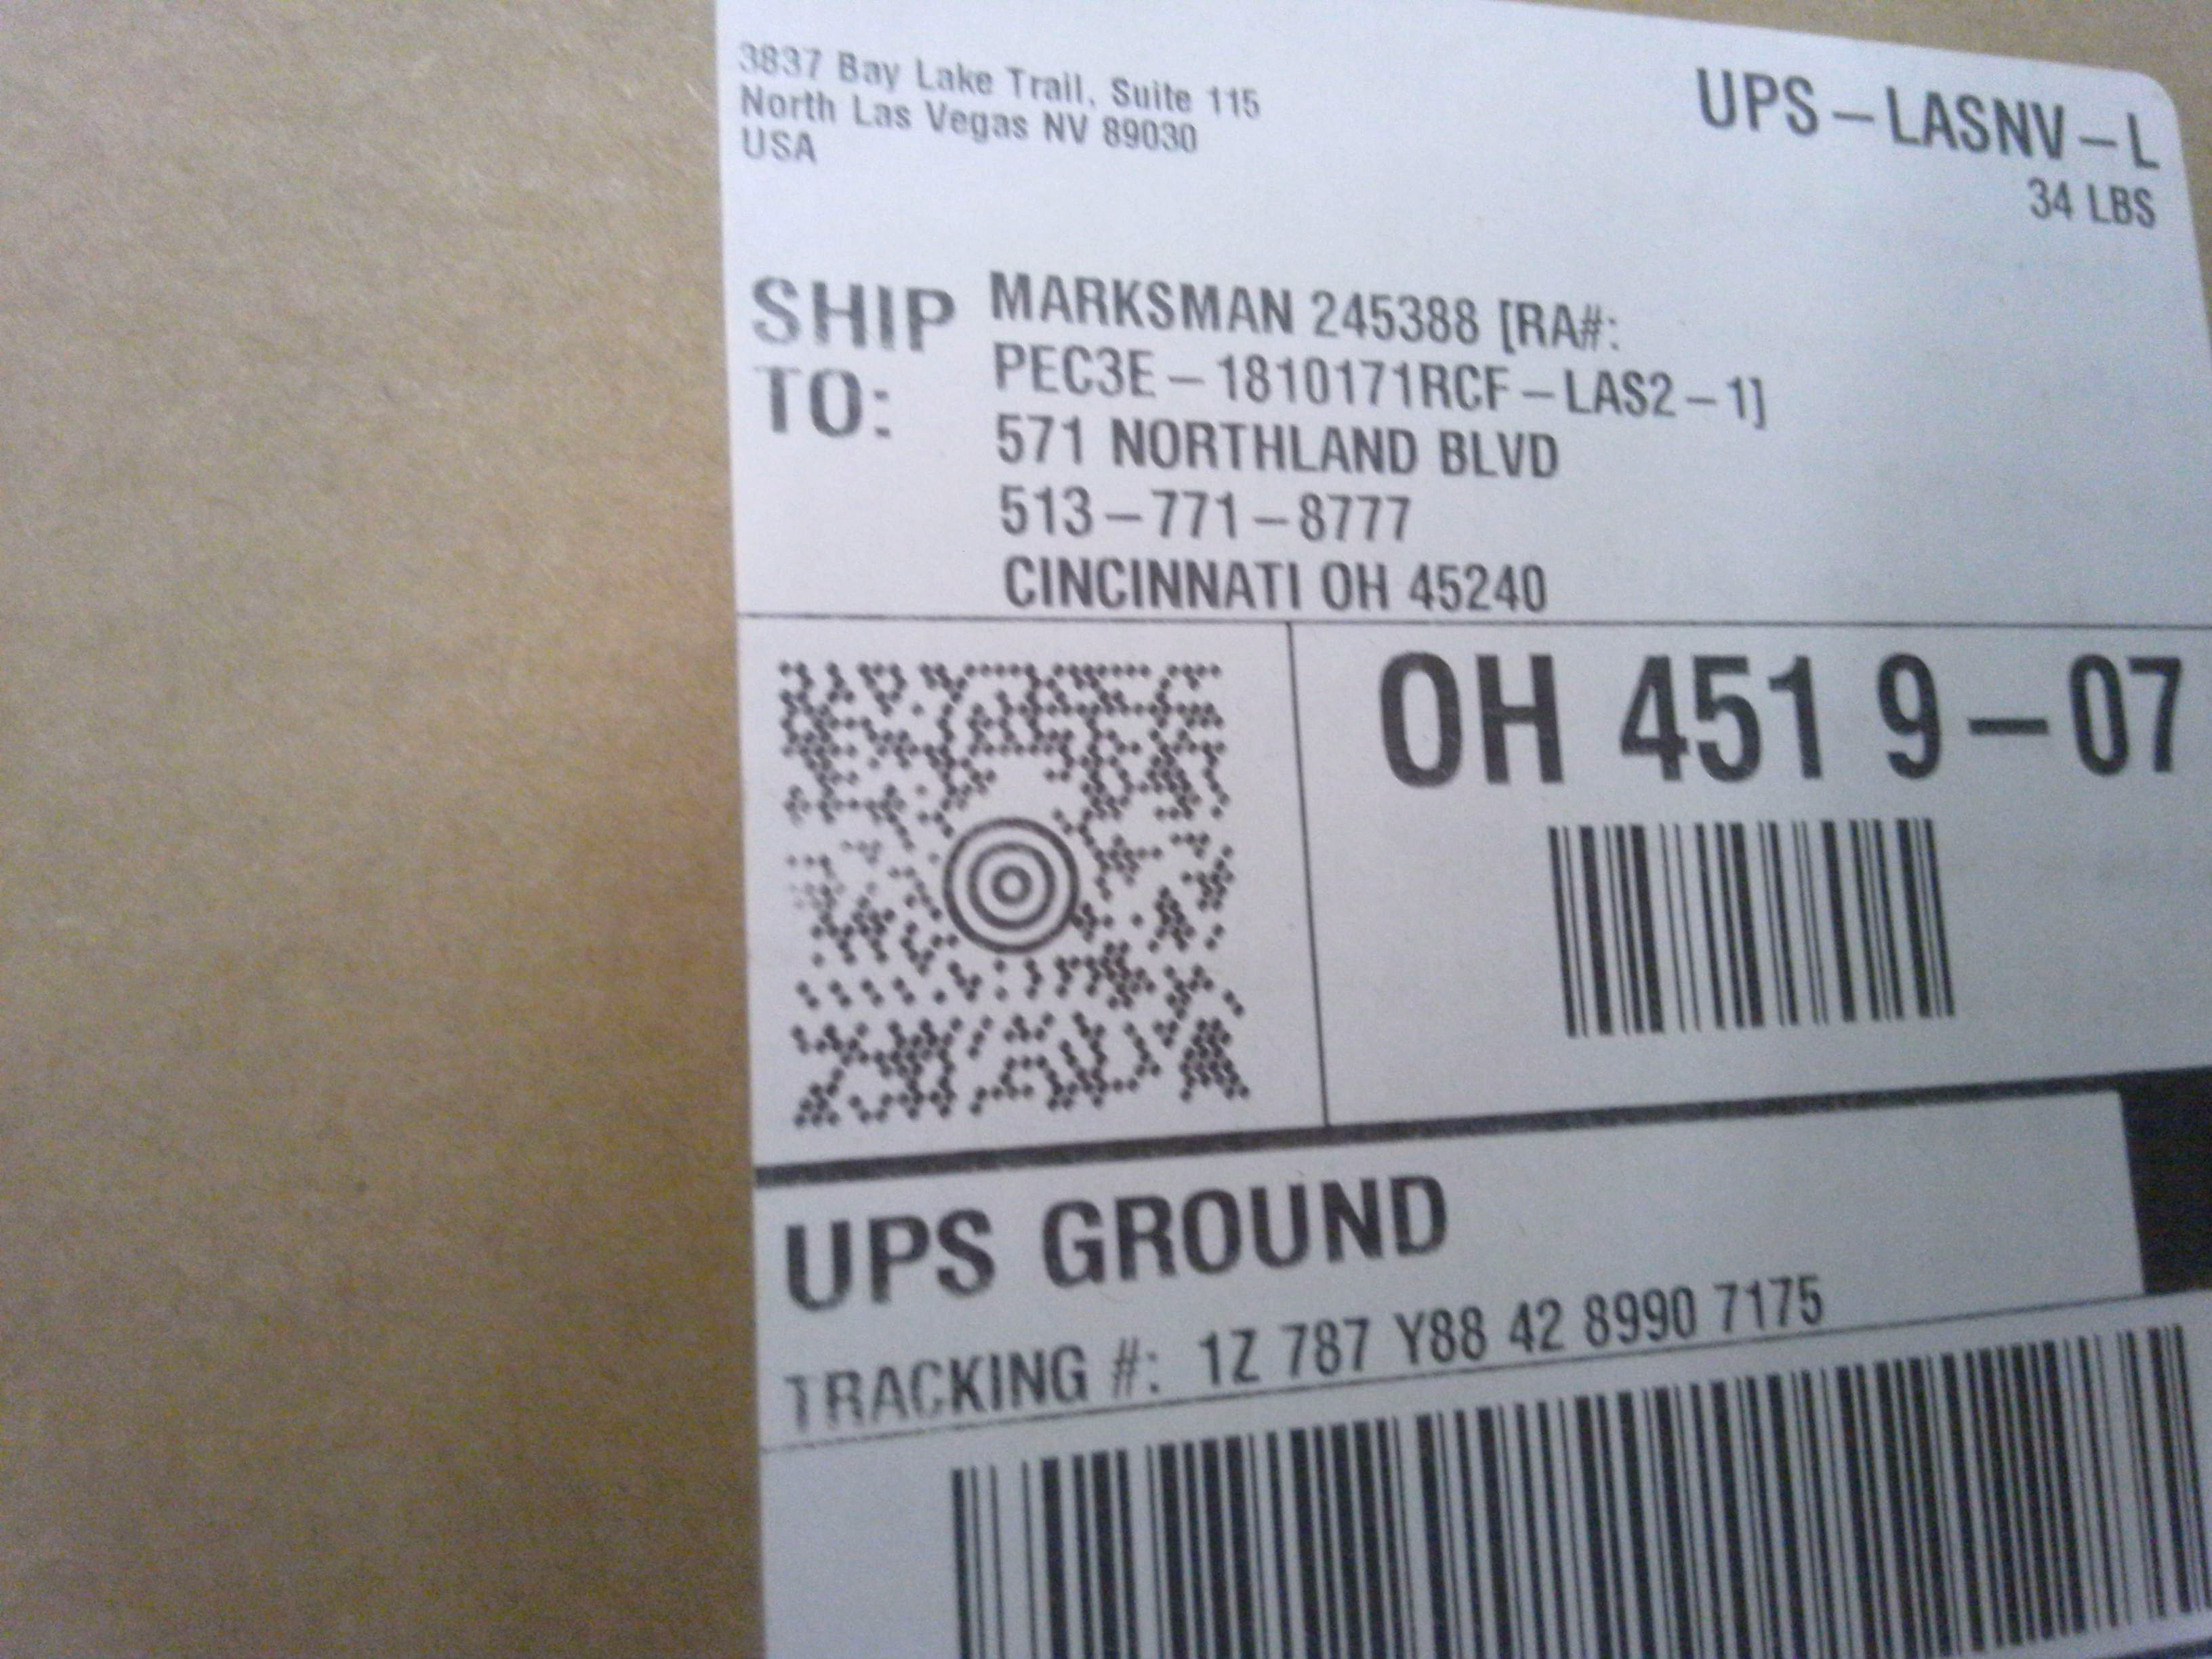 3837 Bay Lake Trail, Suite 115
North Las Vegas NV 89030
USA
UPS-LASNV-L
34 LBS
SHIP TO:
MARKSMAN 245388 [RA#:
PEC3E-1810171RCF-LAS2-1]
571 NORTHLAND BLVD
513-771-8777
CINCINNATI OH 45240
OH 451 9-07
UPS GROUND
TRACKING #: 1Z 787 Y88 42 8990 7175